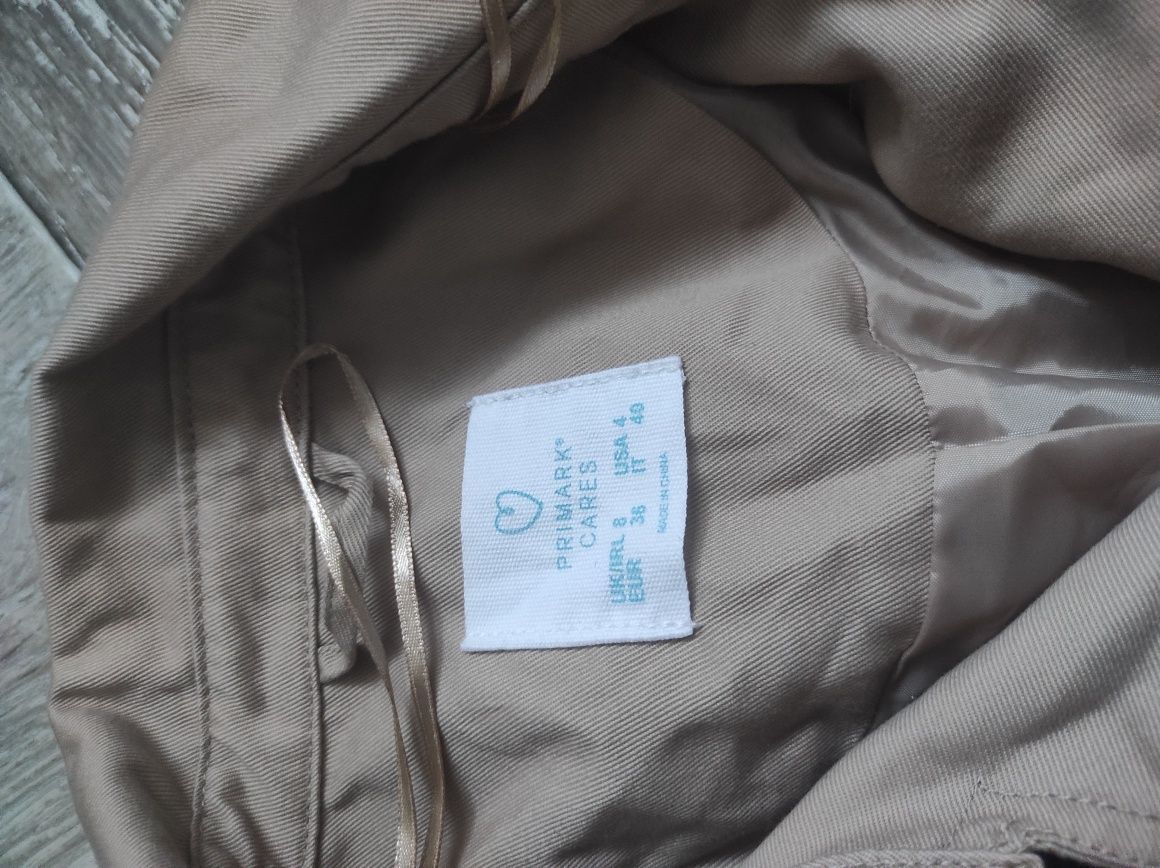 PRIMARK®
CARES
UK/IRL 8 USA 4
EUR 36 IT 40
MADE IN CHINA